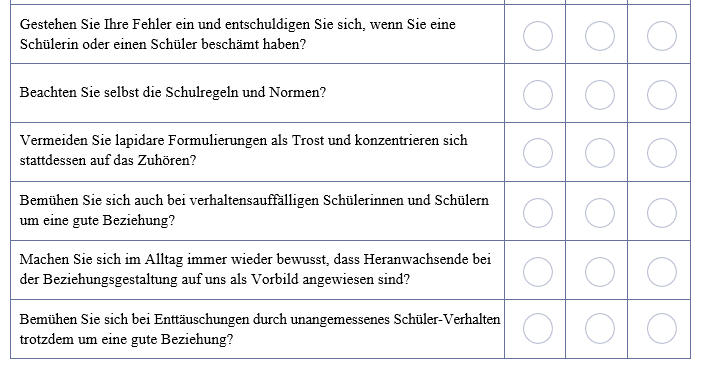 Gestehen Sie Ihre Fehler ein und entschuldigen Sie sich, wenn Sie eine
Schülerin oder einen Schüler beschämt haben?
Beachten Sie selbst die Schulregeln und Normen?
Vermeiden Sie lapidare Formulierungen als Trost und konzentrieren sich
stattdessen auf das Zuhören?
Bemühen Sie sich auch bei verhaltensauffälligen Schülerinnen und Schülern
um eine gute Beziehung?
Machen Sie sich im Alltag immer wieder bewusst, dass Heranwachsende bei
der Beziehungsgestaltung auf uns als Vorbild angewiesen sind?
Bemühen Sie sich bei Enttäuschungen durch unangemessenes Schüler-Verhalten
trotzdem um eine gute Beziehung?